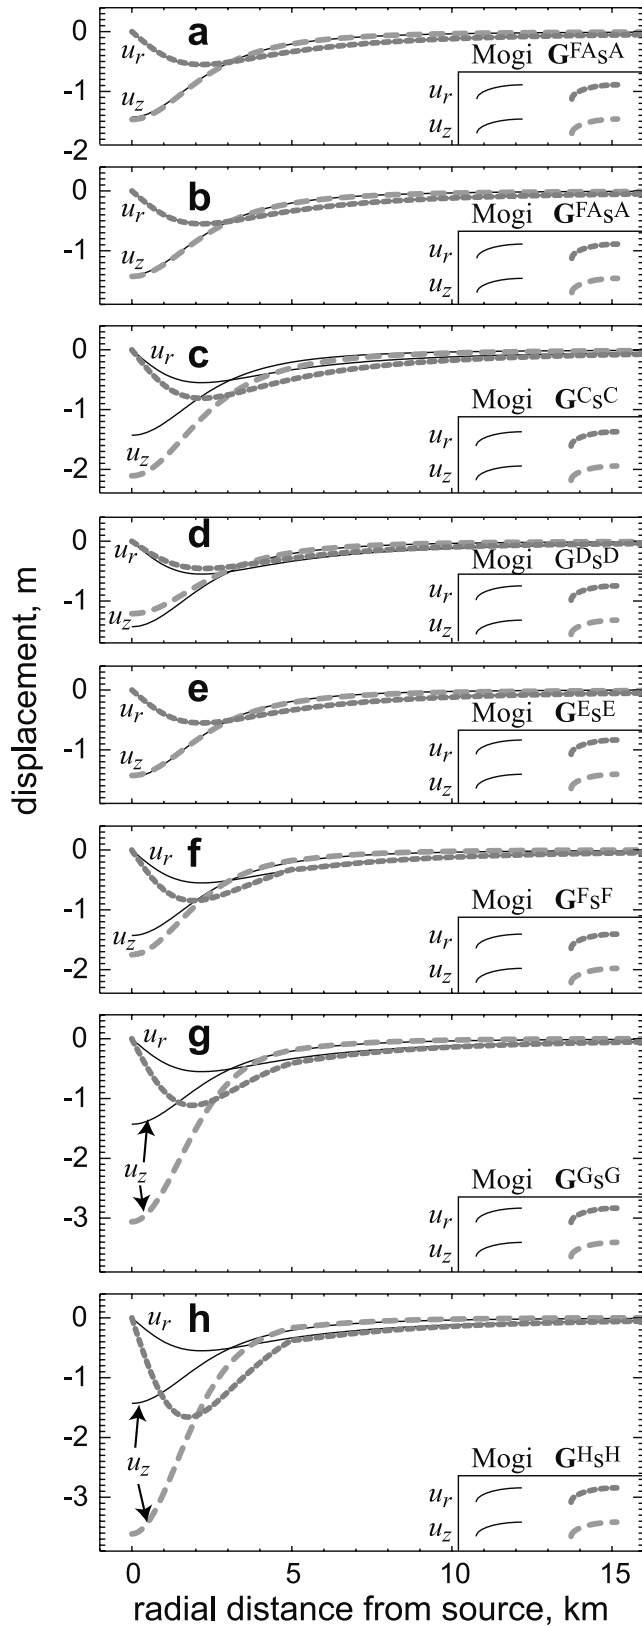 displacement, m
0
-1
-2
a
u_r
u_z
Mogi G^FA s^A
u_r
u_z
0
-1
b
u_r
u_z
Mogi G^FA s^A
u_r
u_z
0
-1
-2
c
u_r
u_z
Mogi G^C s^C
u_r
u_z
0
-1
d
u_r
u_z
Mogi G^D s^D
u_r
u_z
0
-1
e
u_r
u_z
Mogi G^E s^E
u_r
u_z
0
-1
-2
f
u_r
u_z
Mogi G^F s^F
u_r
u_z
0
-1
-2
-3
g
u_r
u_z
Mogi G^G s^G
u_r
u_z
0
-1
-2
-3
h
u_r
u_z
Mogi G^H s^H
u_r
u_z
0 5 10 15
radial distance from source, km